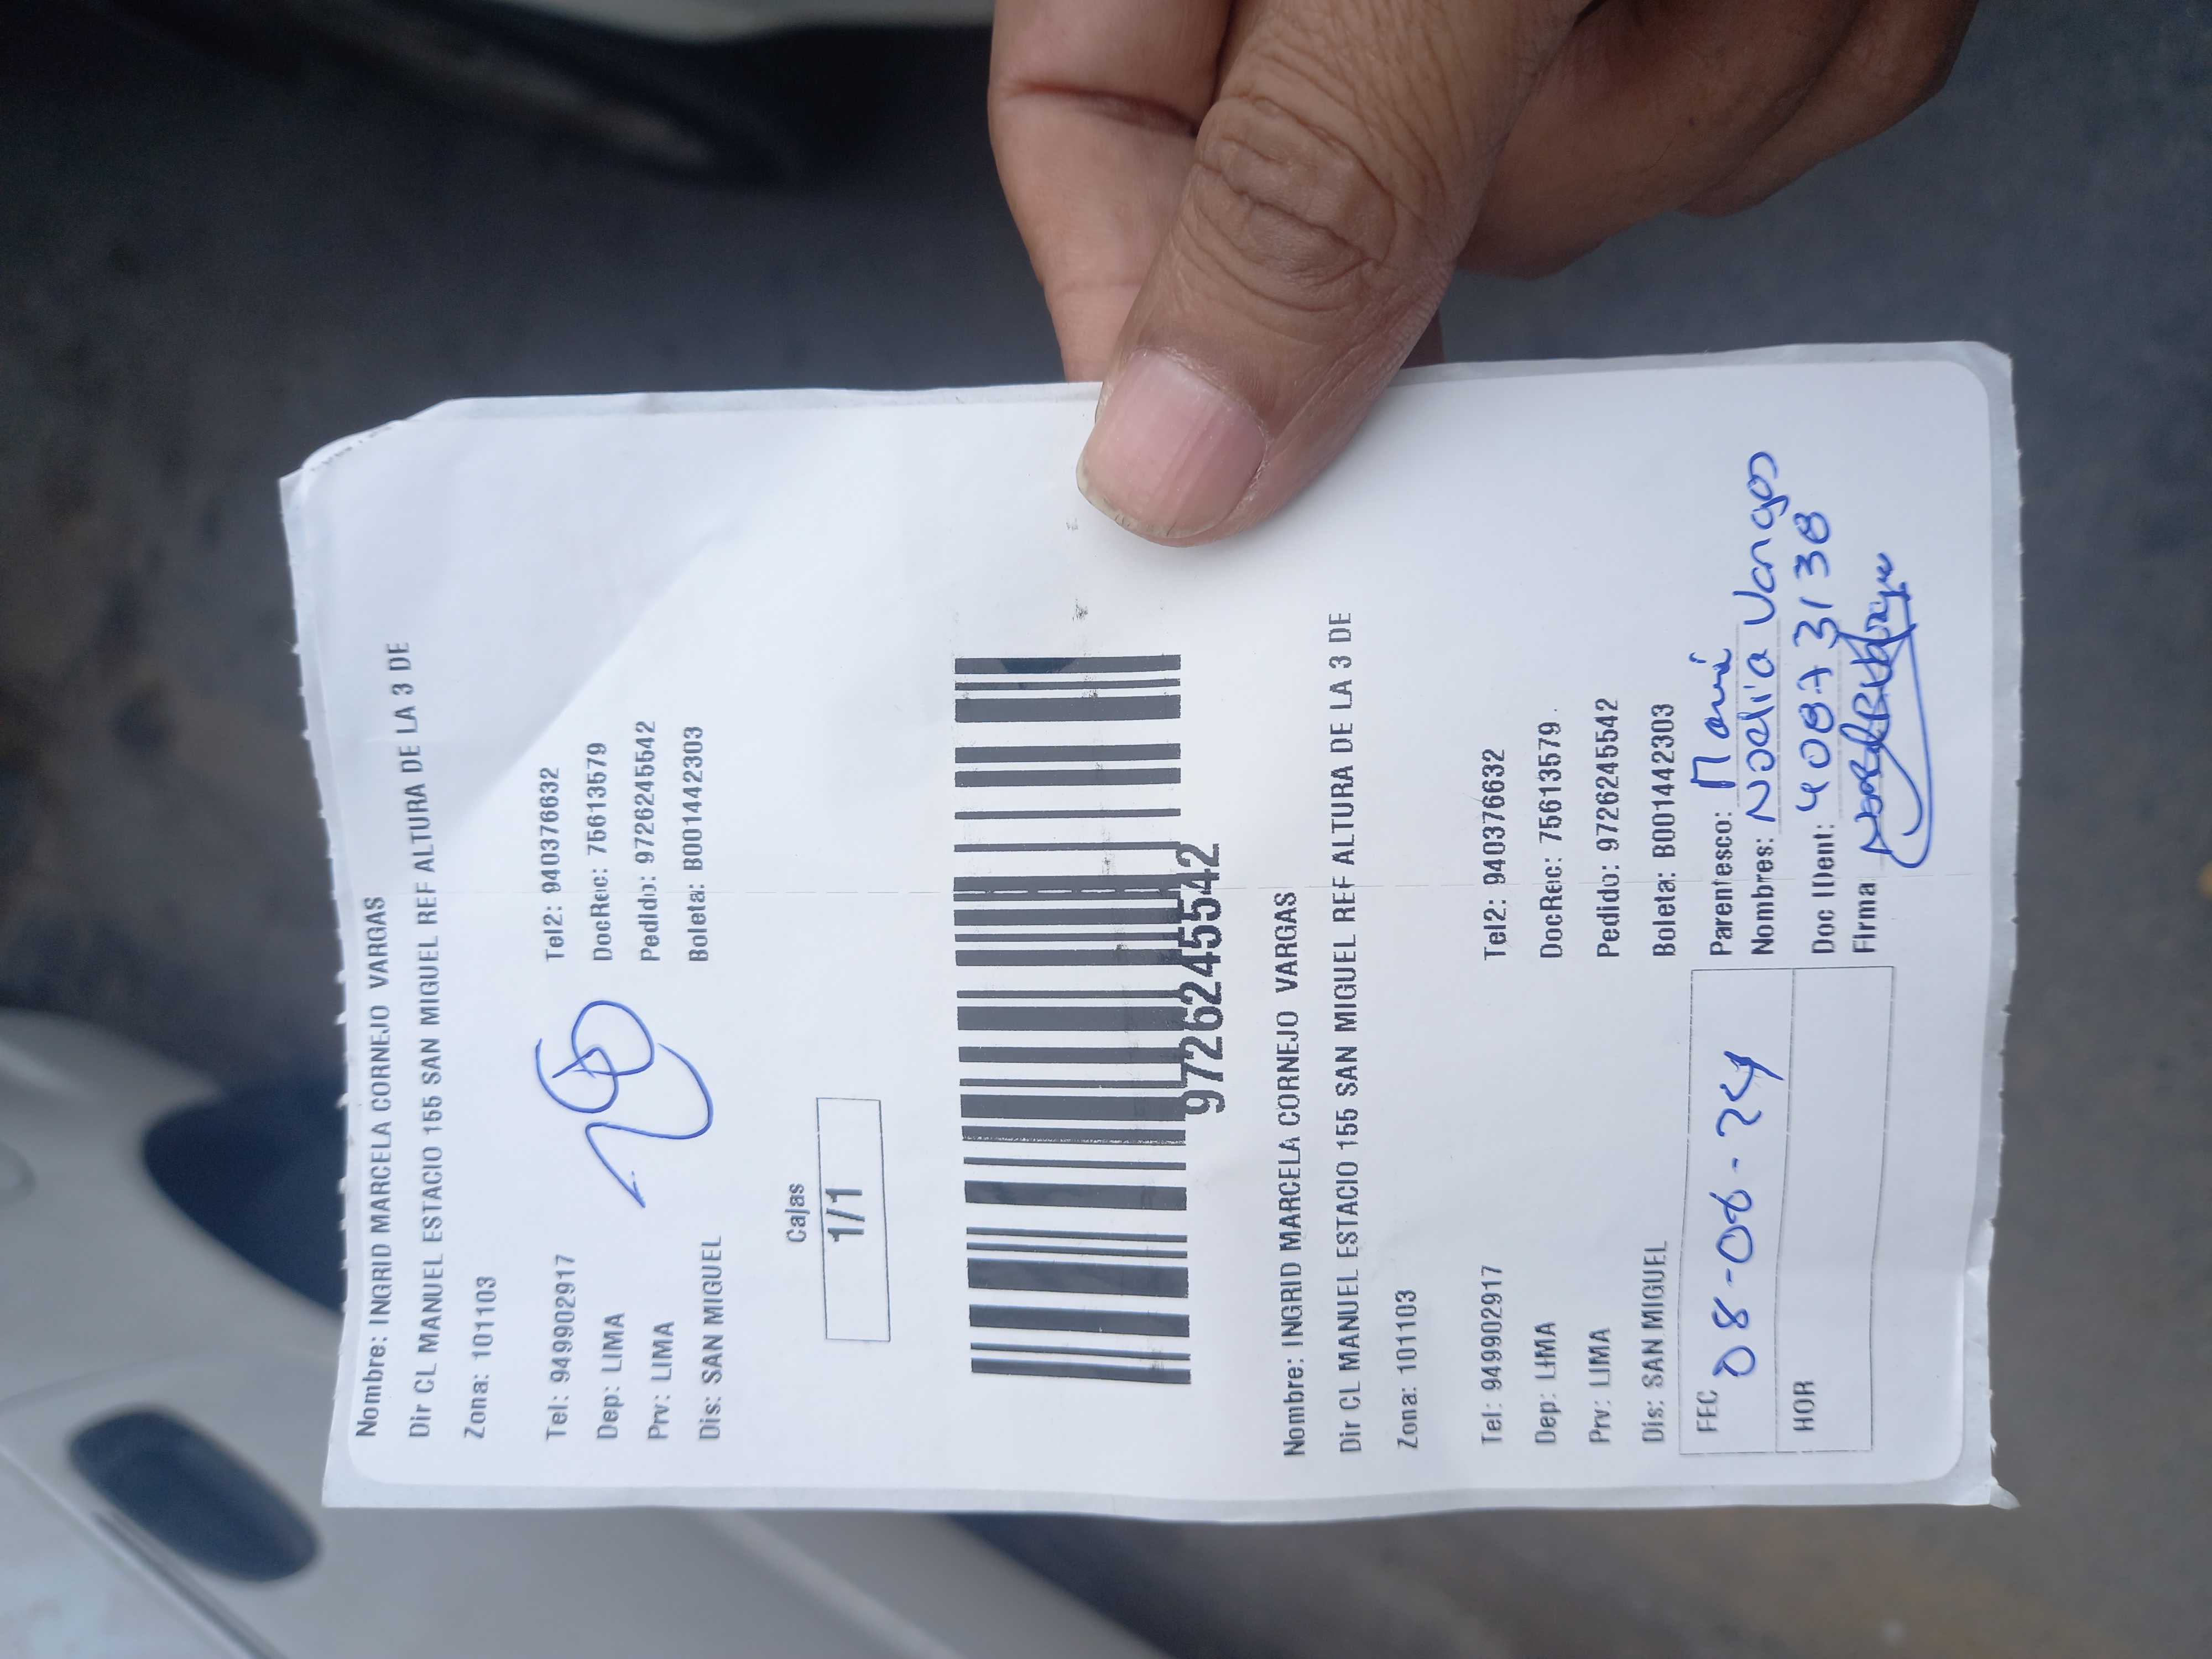 Nombre: INGRID MARCELA CORNEJO VARGAS
Dir CL MANUEL ESTACIO 155 SAN MIGUEL REF ALTURA DE LA 3 DE
Zona: 101103
Tel: 949902917 Tel2: 940376632
Dep: LIMA DocRec: 75613579
Prv: LIMA Pedido: 9726245542
Dis: SAN MIGUEL Boleta: B001442303
Cajas
1/1
9726245542
Nombre: INGRID MARCELA CORNEJO VARGAS
Dir CL MANUEL ESTACIO 155 SAN MIGUEL REF ALTURA DE LA 3 DE
Zona: 101103
Tel: 949902917 Tel2: 940376632
Dep: LIMA DocRec: 75613579
Prv: LIMA Pedido: 9726245542
Dis: SAN MIGUEL Boleta: B001442303
FEC 08-06-24 Parentesco: Mamá
Nombres: Noelia Vargas
HOR Doc IDent: 40873138
Firma